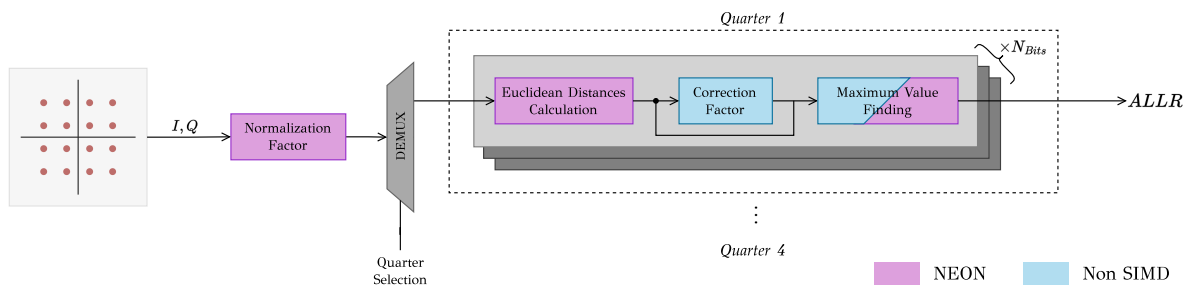 Quarter 1
×N_Bits
I, Q
Normalization
Factor
DEMUX
Euclidean Distances
Calculation
Correction
Factor
Maximum Value
Finding
ALLR
Quarter
Selection
⋮
Quarter 4
NEON
Non SIMD